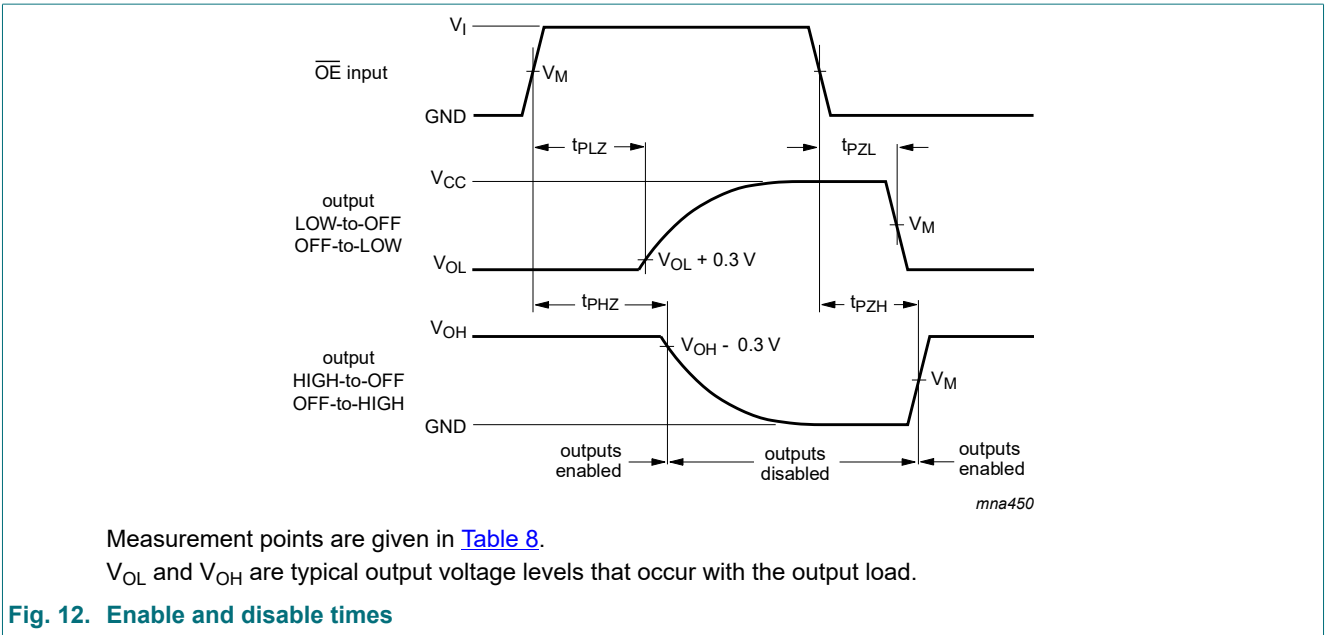 V_I
OE input
V_M
GND
t_PLZ
t_PZL
V_CC
output
LOW-to-OFF
OFF-to-LOW
V_M
V_OL
V_OL + 0.3 V
t_PHZ
t_PZH
V_OH
V_OH - 0.3 V
output
HIGH-to-OFF
OFF-to-HIGH
V_M
GND
outputs
enabled
outputs
disabled
outputs
enabled
mna450
Measurement points are given in Table 8.
V_OL and V_OH are typical output voltage levels that occur with the output load.
Fig. 12. Enable and disable times